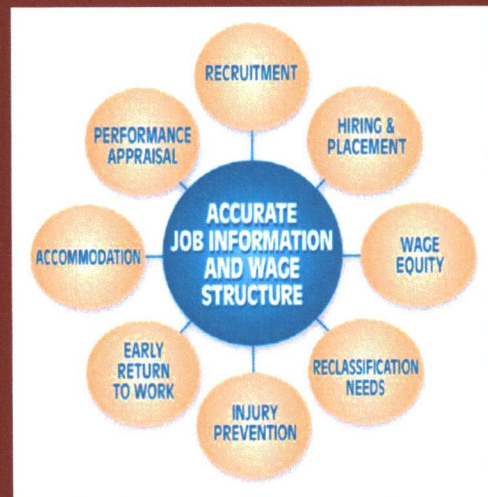 RECRUITMENT
HIRING &
PLACEMENT
WAGE
EQUITY
RECLASSIFICATION
NEEDS
INJURY
PREVENTION
EARLY
RETURN
TO WORK
ACCOMMODATION
PERFORMANCE
APPRAISAL
ACCURATE
JOB INFORMATION
AND WAGE
STRUCTURE